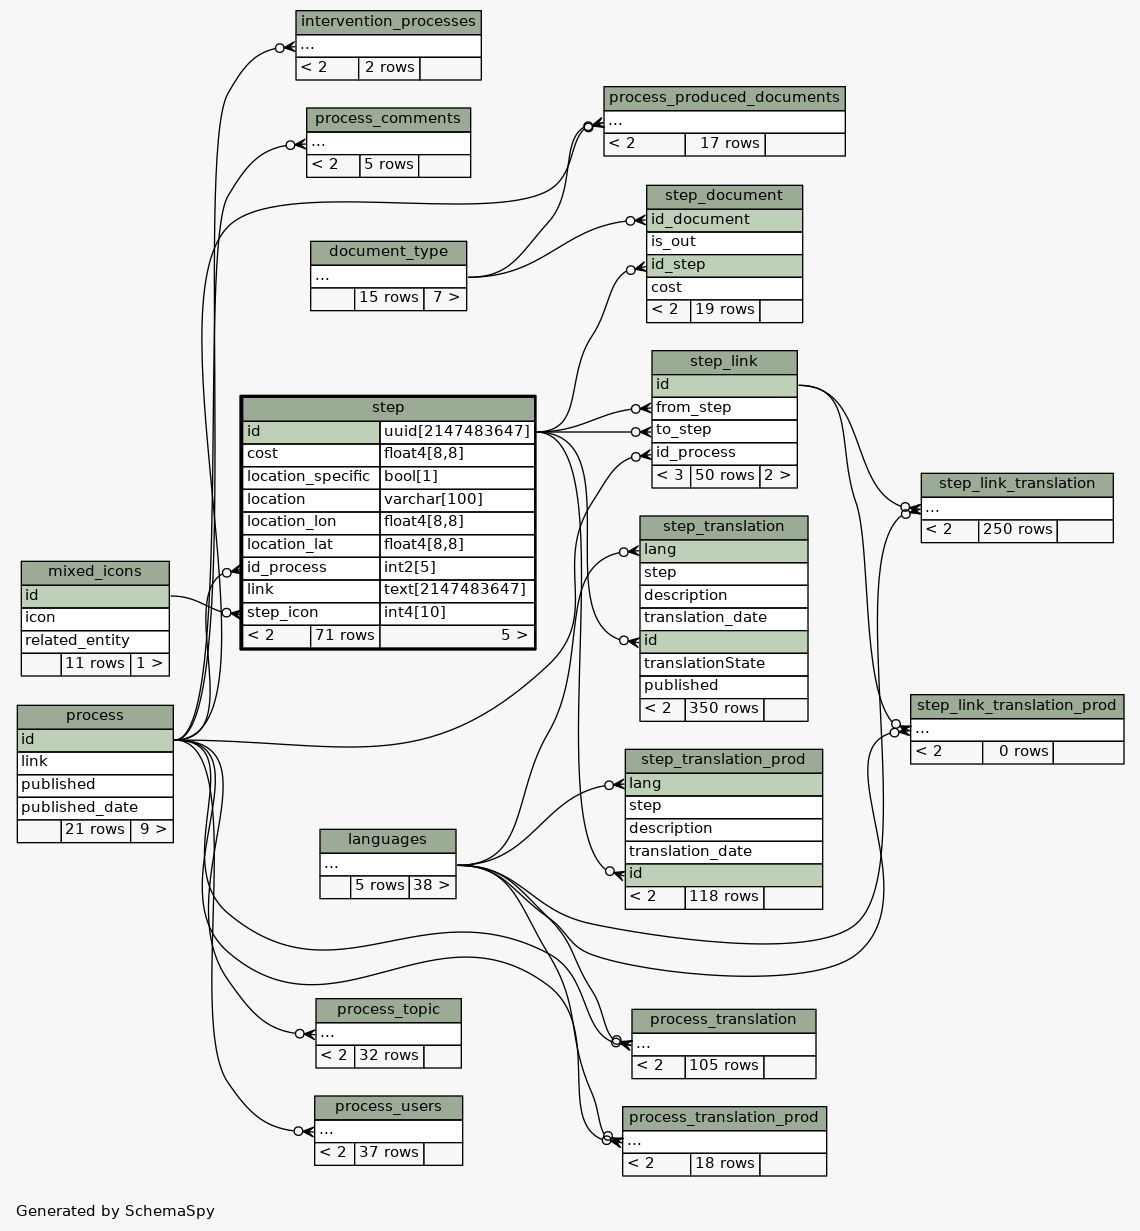 intervention_processes
...
< 2 2 rows
process_produced_documents
...
< 2 17 rows
process_comments
...
< 2 5 rows
step_document
id_document
is_out
id_step
cost
< 2 19 rows
document_type
...
15 rows 7 >
step_link
id
from_step
to_step
id_process
< 3 50 rows 2 >
step
id uuid[2147483647]
cost float4[8,8]
location_specific bool[1]
location varchar[100]
location_lon float4[8,8]
location_lat float4[8,8]
id_process int2[5]
link text[2147483647]
step_icon int4[10]
< 2 71 rows 5 >
step_link_translation
...
< 2 250 rows
step_translation
lang
step
description
translation_date
id
translationState
published
< 2 350 rows
mixed_icons
id
icon
related_entity
11 rows 1 >
process
id
link
published
published_date
21 rows 9 >
step_link_translation_prod
...
< 2 0 rows
step_translation_prod
lang
step
description
translation_date
id
< 2 118 rows
languages
...
5 rows 38 >
process_topic
...
< 2 32 rows
process_translation
...
< 2 105 rows
process_users
...
< 2 37 rows
process_translation_prod
...
< 2 18 rows
Generated by SchemaSpy